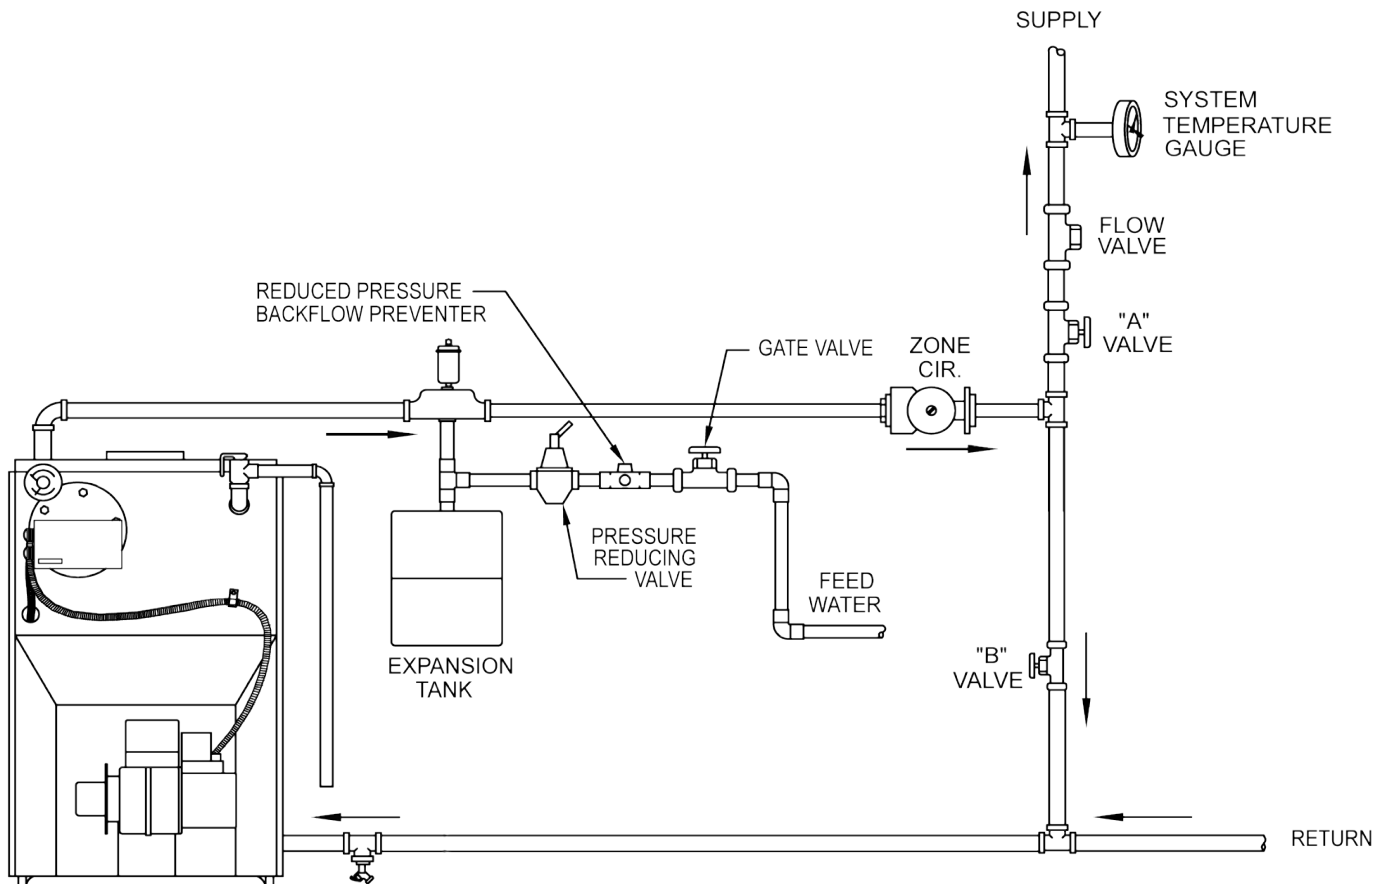 SUPPLY
SYSTEM
TEMPERATURE
GAUGE
FLOW
VALVE
REDUCED PRESSURE
BACKFLOW PREVENTER
"A"
VALVE
GATE VALVE
ZONE
CIR.
PRESSURE
REDUCING
VALVE
FEED
WATER
EXPANSION
TANK
"B"
VALVE
RETURN